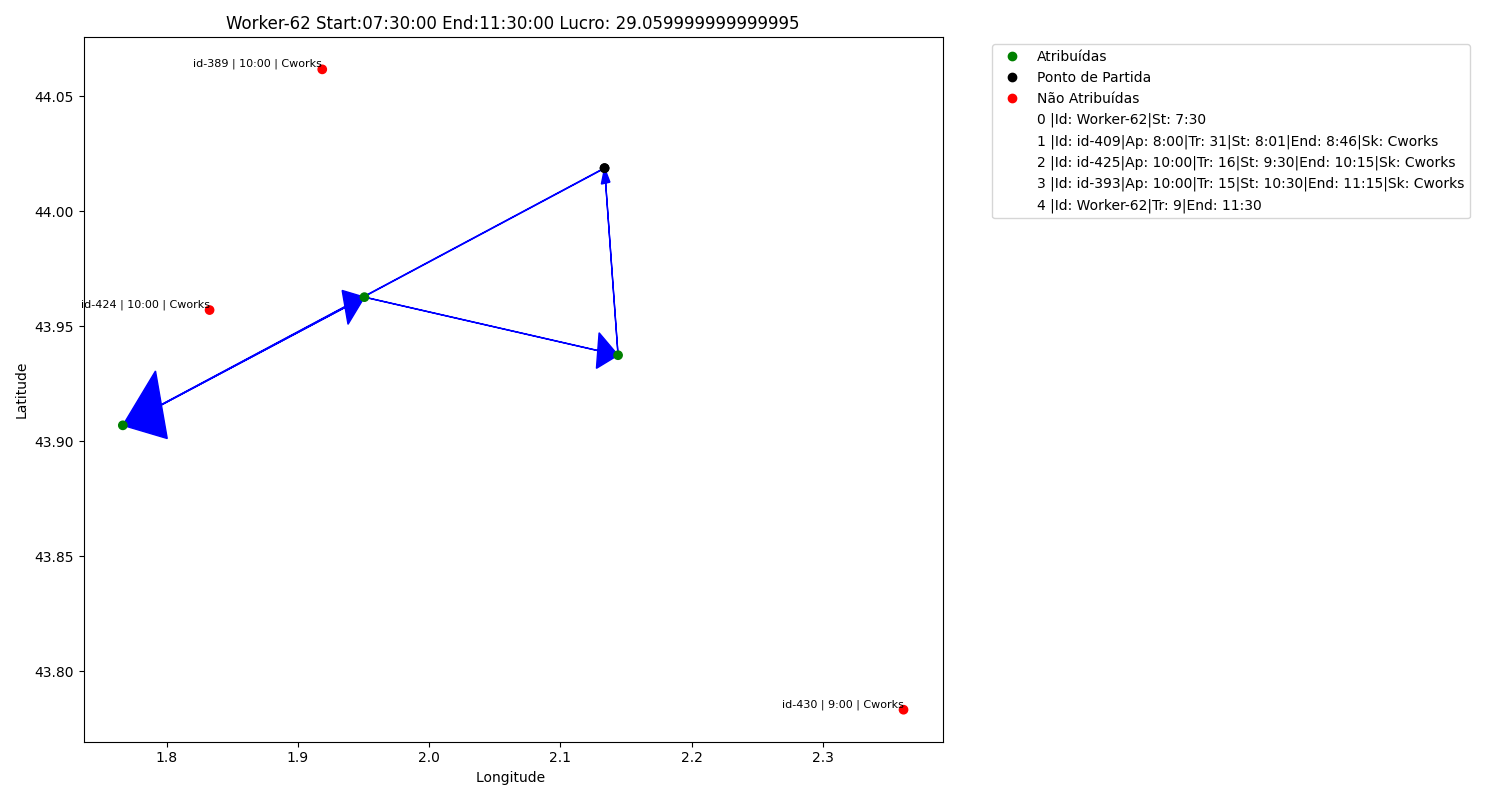 Worker-62 Start:07:30:00 End:11:30:00 Lucro: 29.059999999999995
id-389 | 10:00 | Cworks
id-424 | 10:00 | Cworks
id-430 | 9:00 | Cworks
44.05
44.00
43.95
43.90
43.85
43.80
Latitude
1.8
1.9
2.0
2.1
2.2
2.3
Longitude
Atribuídas
Ponto de Partida
Não Atribuídas
0 |Id: Worker-62|St: 7:30
1 |Id: id-409|Ap: 8:00|Tr: 31|St: 8:01|End: 8:46|Sk: Cworks
2 |Id: id-425|Ap: 10:00|Tr: 16|St: 9:30|End: 10:15|Sk: Cworks
3 |Id: id-393|Ap: 10:00|Tr: 15|St: 10:30|End: 11:15|Sk: Cworks
4 |Id: Worker-62|Tr: 9|End: 11:30